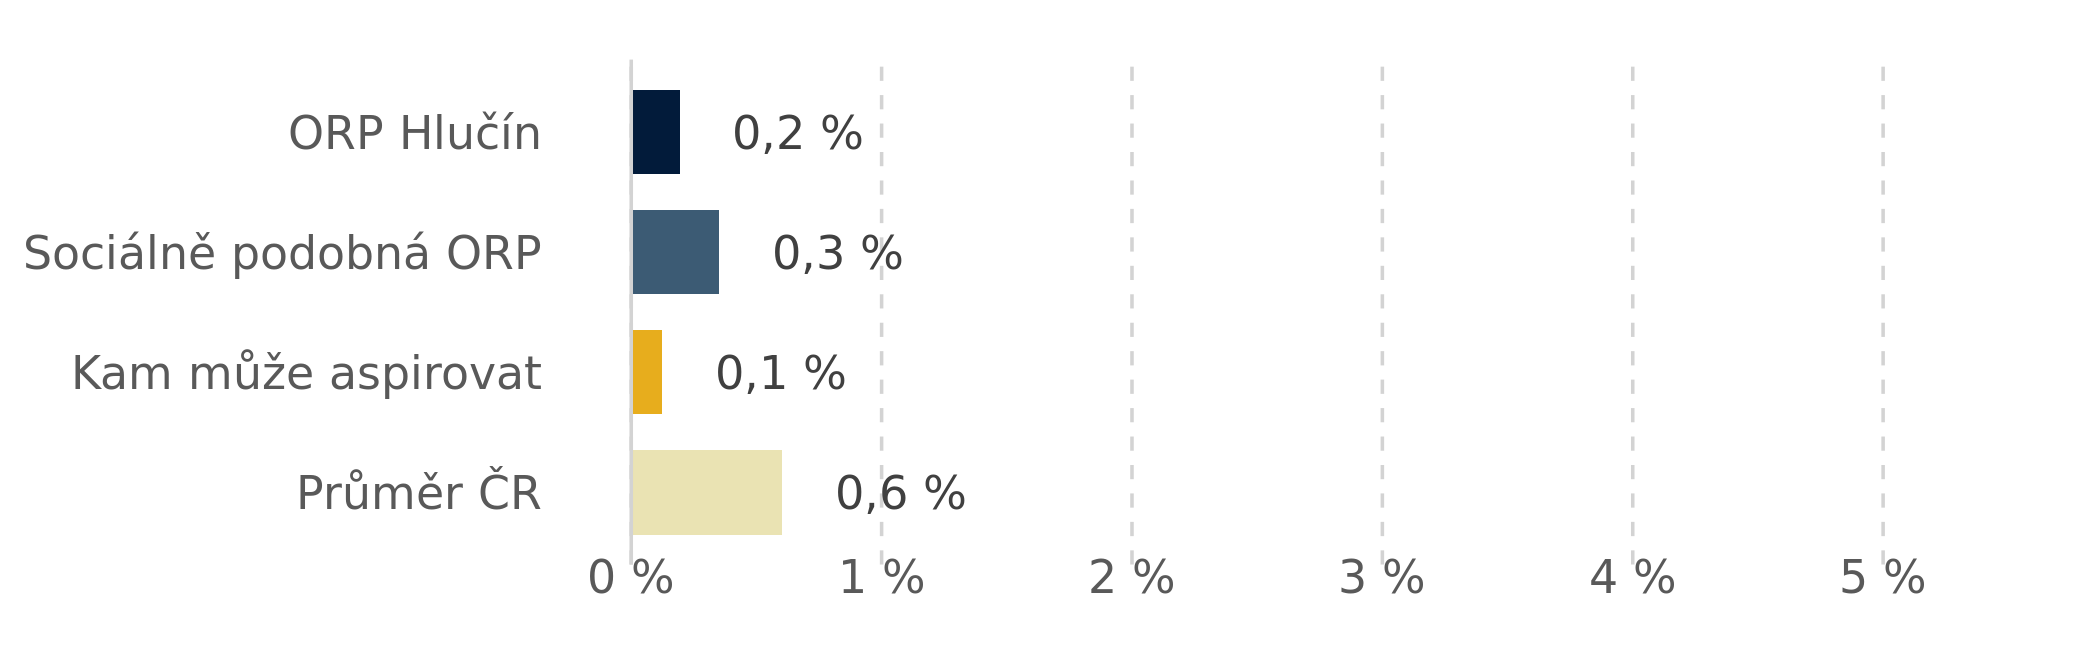 ORP Hlučín 0,2 %
Sociálně podobná ORP 0,3 %
Kam může aspirovat 0,1 %
Průměr ČR 0,6 %
0 % 1 % 2 % 3 % 4 % 5 %